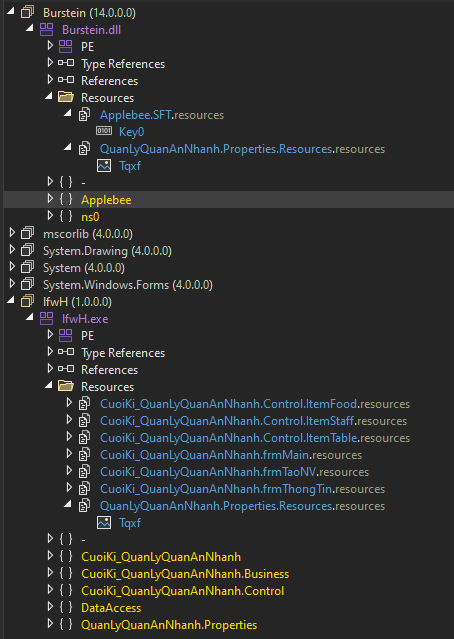 Burstein (14.0.0.0)
Burstein.dll
PE
Type References
References
Resources
Applebee.SFT.resources
0101 Key0
QuanLyQuanAnNhanh.Properties.Resources.resources
Tqxf
{ } -
{ } Applebee
{ } ns0
mscorlib (4.0.0.0)
System.Drawing (4.0.0.0)
System (4.0.0.0)
System.Windows.Forms (4.0.0.0)
IfwH (1.0.0.0)
IfwH.exe
PE
Type References
References
Resources
CuoiKi_QuanLyQuanAnNhanh.Control.ItemFood.resources
CuoiKi_QuanLyQuanAnNhanh.Control.ItemStaff.resources
CuoiKi_QuanLyQuanAnNhanh.Control.ItemTable.resources
CuoiKi_QuanLyQuanAnNhanh.frmMain.resources
CuoiKi_QuanLyQuanAnNhanh.frmTaoNV.resources
CuoiKi_QuanLyQuanAnNhanh.frmThongTin.resources
QuanLyQuanAnNhanh.Properties.Resources.resources
Tqxf
{ } -
{ } CuoiKi_QuanLyQuanAnNhanh
{ } CuoiKi_QuanLyQuanAnNhanh.Business
{ } CuoiKi_QuanLyQuanAnNhanh.Control
{ } DataAccess
{ } QuanLyQuanAnNhanh.Properties